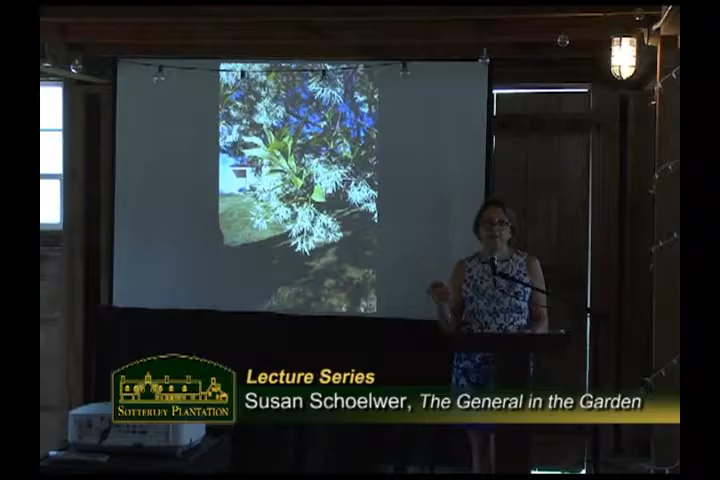 Lecture Series
Susan Schoelwer, The General in the Garden
SOTTERLEY PLANTATION